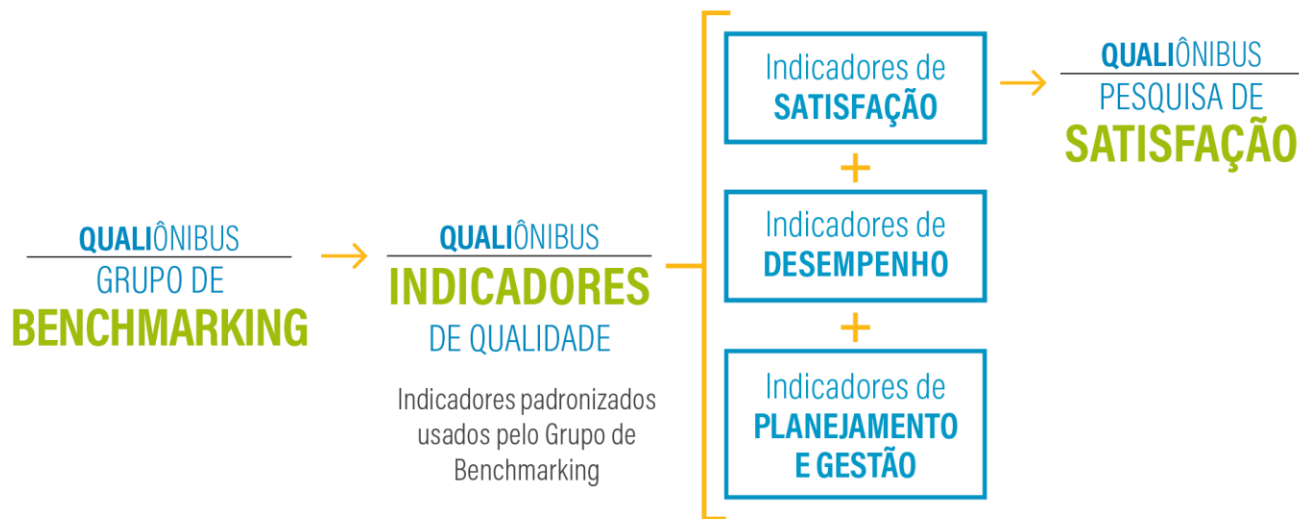 QUALIÔNIBUS
GRUPO DE
BENCHMARKING
QUALIÔNIBUS
INDICADORES
DE QUALIDADE
Indicadores padronizados
usados pelo Grupo de
Benchmarking
Indicadores de
SATISFAÇÃO
+
Indicadores de
DESEMPENHO
+
Indicadores de
PLANEJAMENTO
E GESTÃO
QUALIÔNIBUS
PESQUISA DE
SATISFAÇÃO